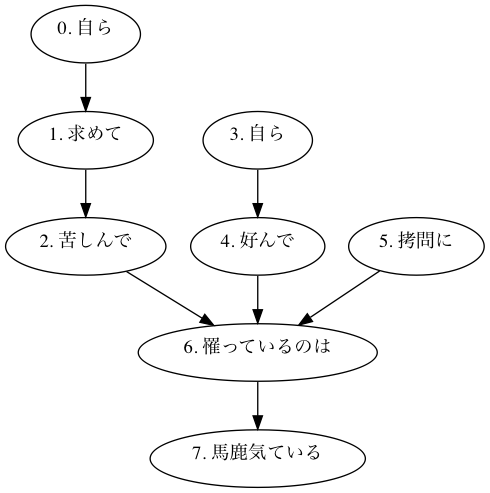 0. 自ら
1. 求めて
3. 自ら
2. 苦しんで
4. 好んで
5. 拷問に
6. 罹っているのは
7. 馬鹿気ている